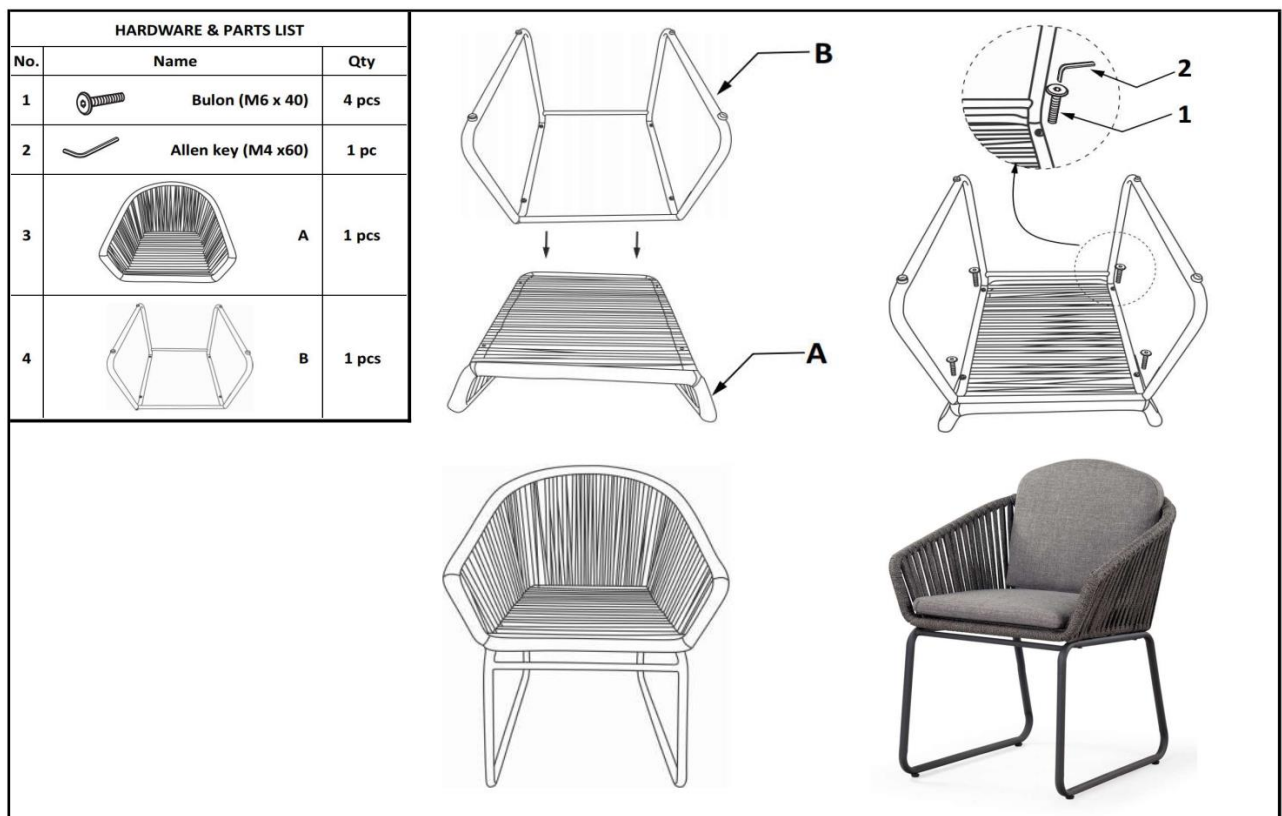 HARDWARE & PARTS LIST
No. Name Qty
1 Bulon (M6 x 40) 4 pcs
2 Allen key (M4 x60) 1 pc
3 A 1 pcs
4 B 1 pcs
B
A
2
1